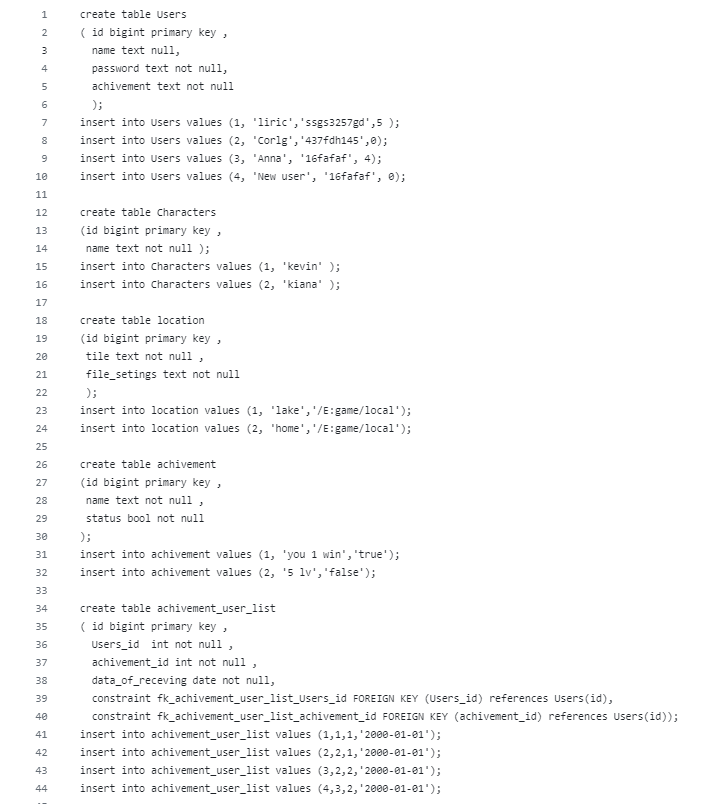 1 create table Users
2 ( id bigint primary key ,
3 name text null,
4 password text not null,
5 achivement text not null
6 );
7 insert into Users values (1, 'liric','ssgs3257gd',5 );
8 insert into Users values (2, 'Corlg','437fdh145',0);
9 insert into Users values (3, 'Anna', '16fafaf', 4);
10 insert into Users values (4, 'New user', '16fafaf', 0);
11
12 create table Characters
13 (id bigint primary key ,
14 name text not null );
15 insert into Characters values (1, 'kevin' );
16 insert into Characters values (2, 'kiana' );
17
18 create table location
19 (id bigint primary key ,
20 tile text not null ,
21 file_setings text not null
22 );
23 insert into location values (1, 'lake','/E:game/local');
24 insert into location values (2, 'home','/E:game/local');
25
26 create table achivement
27 (id bigint primary key ,
28 name text not null ,
29 status bool not null
30 );
31 insert into achivement values (1, 'you 1 win','true');
32 insert into achivement values (2, '5 lv','false');
33
34 create table achivement_user_list
35 ( id bigint primary key ,
36 Users_id  int not null ,
37 achivement_id int not null ,
38 data_of_receving date not null,
39 constraint fk_achivement_user_list_Users_id FOREIGN KEY (Users_id) references Users(id),
40 constraint fk_achivement_user_list_achivement_id FOREIGN KEY (achivement_id) references Users(id));
41 insert into achivement_user_list values (1,1,1,'2000-01-01');
42 insert into achivement_user_list values (2,2,1,'2000-01-01');
43 insert into achivement_user_list values (3,2,2,'2000-01-01');
44 insert into achivement_user_list values (4,3,2,'2000-01-01');